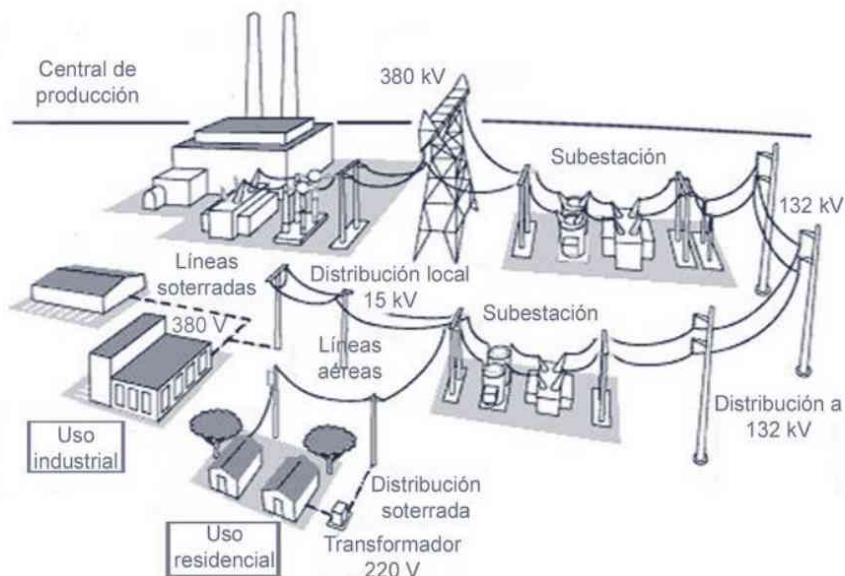 Central de
producción
380 kV
Subestación
132 kV
Líneas
soterradas
380 V
Distribución local
15 kV
Líneas
aéreas
Subestación
Distribución a
132 kV
Uso
industrial
Distribución
soterrada
Uso
residencial
Transformador
220 V